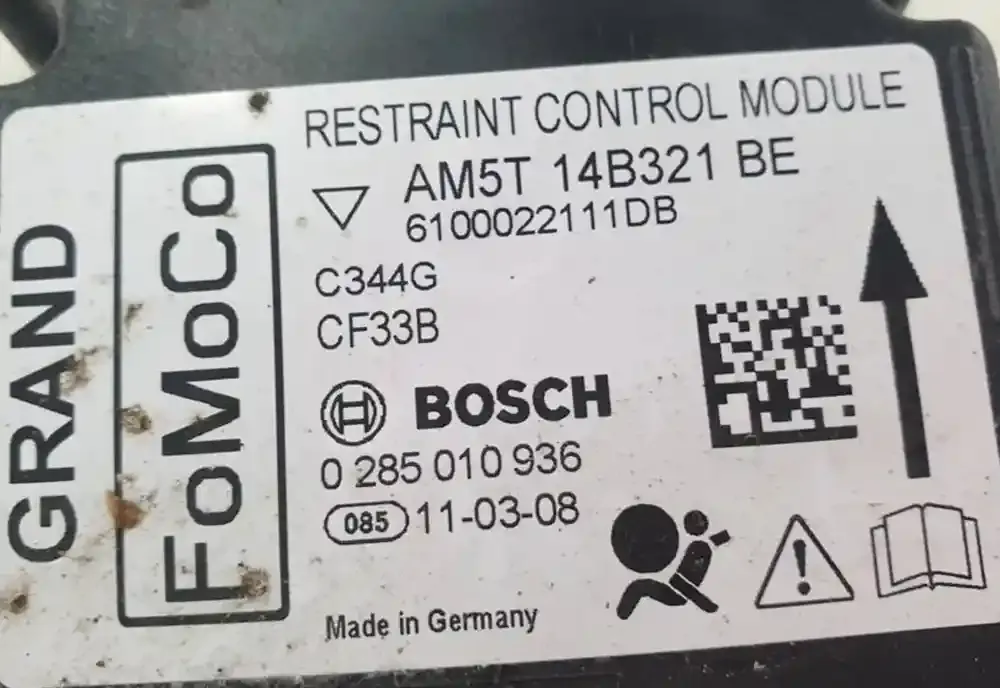 RESTRAINT CONTROL MODULE
AM5T 14B321 BE
6100022111DB
C344G
CF33B
BOSCH
0 285 010 936
085 11-03-08
Made in Germany
GRAND
FoMoCo